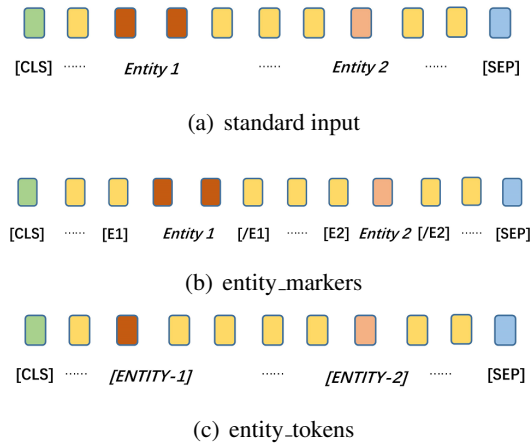 [CLS] ...... Entity 1 ...... Entity 2 ...... [SEP]
(a) standard input
[CLS] ...... [E1] Entity 1 [/E1] ...... [E2] Entity 2 [/E2] ...... [SEP]
(b) entity_markers
[CLS] ...... [ENTITY-1] ...... [ENTITY-2] ...... [SEP]
(c) entity_tokens